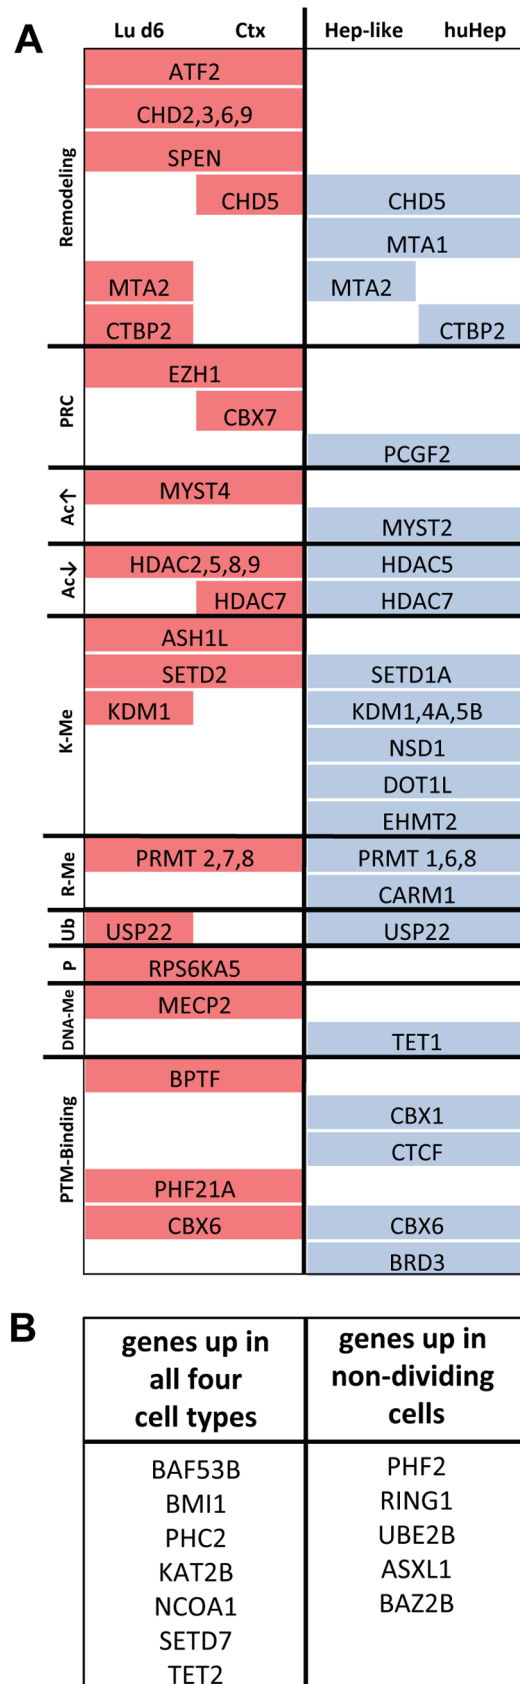 A
Lu d6 Ctx Hep-like huHep
Remodeling
ATF2
CHD2,3,6,9
SPEN
CHD5 CHD5
MTA1
MTA2 MTA2
CTBP2 CTBP2
PRC
EZH1
CBX7
PCGF2
Ac↑
MYST4
MYST2
Ac↓
HDAC2,5,8,9 HDAC5
HDAC7 HDAC7
K-Me
ASH1L
SETD2 SETD1A
KDM1 KDM1,4A,5B
NSD1
DOT1L
EHMT2
R-Me
PRMT 2,7,8 PRMT 1,6,8
CARM1
Ub
USP22 USP22
P
RPS6KA5
DNA-Me
MECP2
TET1
PTM-Binding
BPTF
CBX1
CTCF
PHF21A
CBX6 CBX6
BRD3
B
genes up in
all four
cell types
genes up in
non-dividing
cells
BAF53B
BMI1
PHC2
KAT2B
NCOA1
SETD7
TET2
PHF2
RING1
UBE2B
ASXL1
BAZ2B